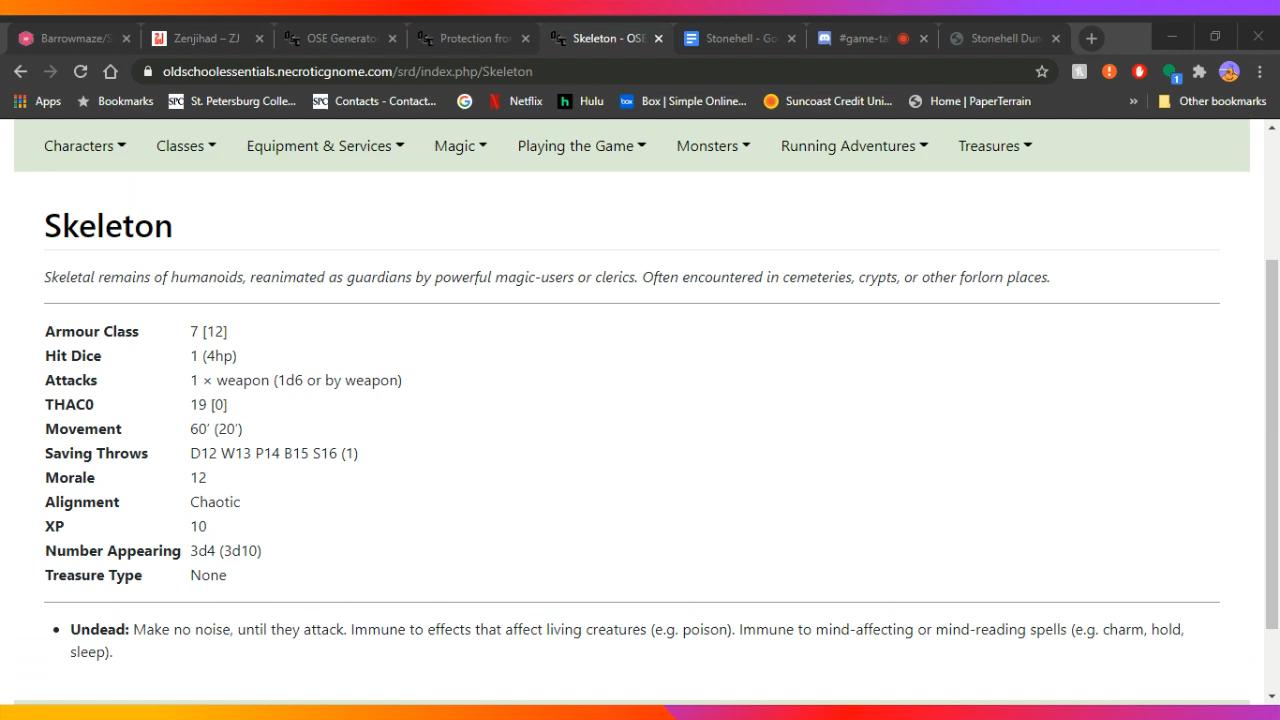 Barrowmaze/S
Zenjihad – ZJ
OSE Generato
Protection fro
Skeleton - OSE
Stonehell - Go
#game-tal
Stonehell Dun
oldschoolessentials.necroticgnome.com/srd/index.php/Skeleton
Apps
Bookmarks
SPC St. Petersburg Colle...
SPC Contacts - Contact...
Netflix
Hulu
Box | Simple Online...
Suncoast Credit Uni...
Home | PaperTerrain
»
Other bookmarks
Characters
Classes
Equipment & Services
Magic
Playing the Game
Monsters
Running Adventures
Treasures
Skeleton
Skeletal remains of humanoids, reanimated as guardians by powerful magic-users or clerics. Often encountered in cemeteries, crypts, or other forlorn places.
Armour Class 7 [12]
Hit Dice 1 (4hp)
Attacks 1 × weapon (1d6 or by weapon)
THAC0 19 [0]
Movement 60’ (20’)
Saving Throws D12 W13 P14 B15 S16 (1)
Morale 12
Alignment Chaotic
XP 10
Number Appearing 3d4 (3d10)
Treasure Type None
• Undead: Make no noise, until they attack. Immune to effects that affect living creatures (e.g. poison). Immune to mind-affecting or mind-reading spells (e.g. charm, hold,
sleep).